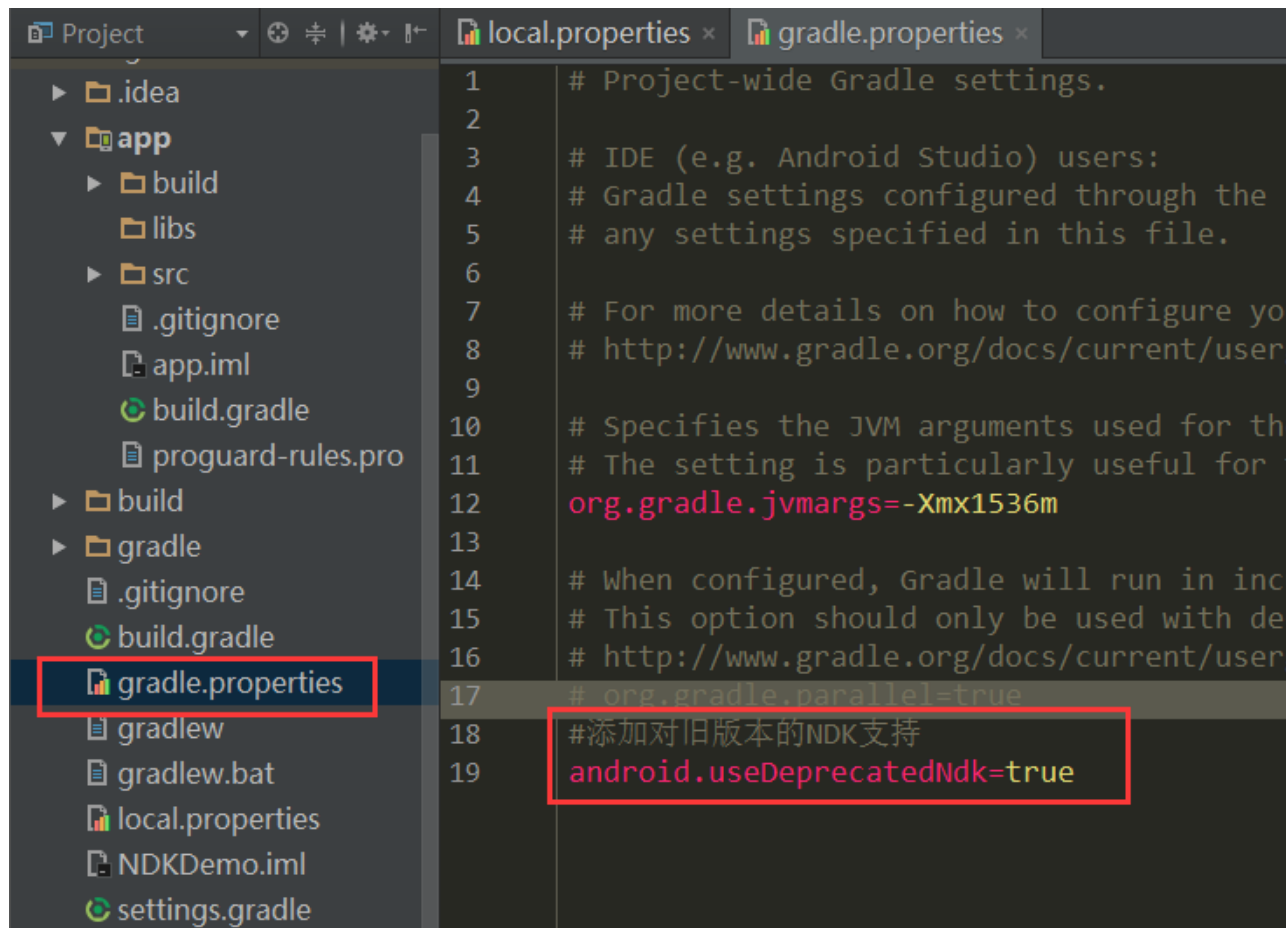 Project
local.properties
gradle.properties
.idea
app
build
libs
src
.gitignore
app.iml
build.gradle
proguard-rules.pro
build
gradle
.gitignore
build.gradle
gradle.properties
gradlew
gradlew.bat
local.properties
NDKDemo.iml
settings.gradle
1 # Project-wide Gradle settings.
2
3 # IDE (e.g. Android Studio) users:
4 # Gradle settings configured through the
5 # any settings specified in this file.
6
7 # For more details on how to configure yo
8 # http://www.gradle.org/docs/current/user
9
10 # Specifies the JVM arguments used for th
11 # The setting is particularly useful for
12 org.gradle.jvmargs=-Xmx1536m
13
14 # When configured, Gradle will run in inc
15 # This option should only be used with de
16 # http://www.gradle.org/docs/current/user
17 # org.gradle.parallel=true
18 #添加对旧版本的NDK支持
19 android.useDeprecatedNdk=true